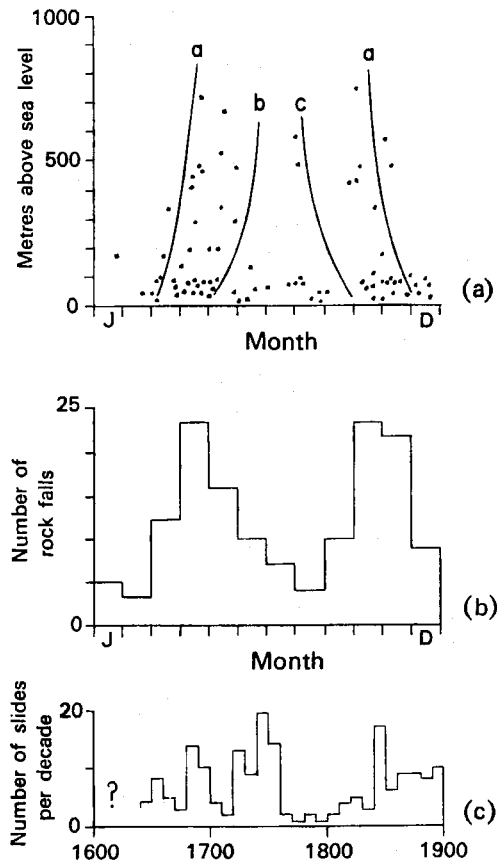 1000
500
0
Metres above sea level
a
b
c
a
J
D
Month
(a)
25
0
Number of
rock falls
J
D
Month
(b)
20
0
Number of slides
per decade
?
1600
1700
1800
1900
(c)